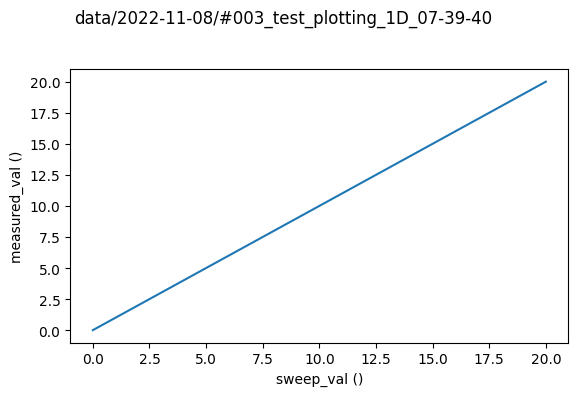 data/2022-11-08/#003_test_plotting_1D_07-39-40
20.0
17.5
15.0
12.5
10.0
7.5
5.0
2.5
0.0
measured_val ()
0.0 2.5 5.0 7.5 10.0 12.5 15.0 17.5 20.0
sweep_val ()